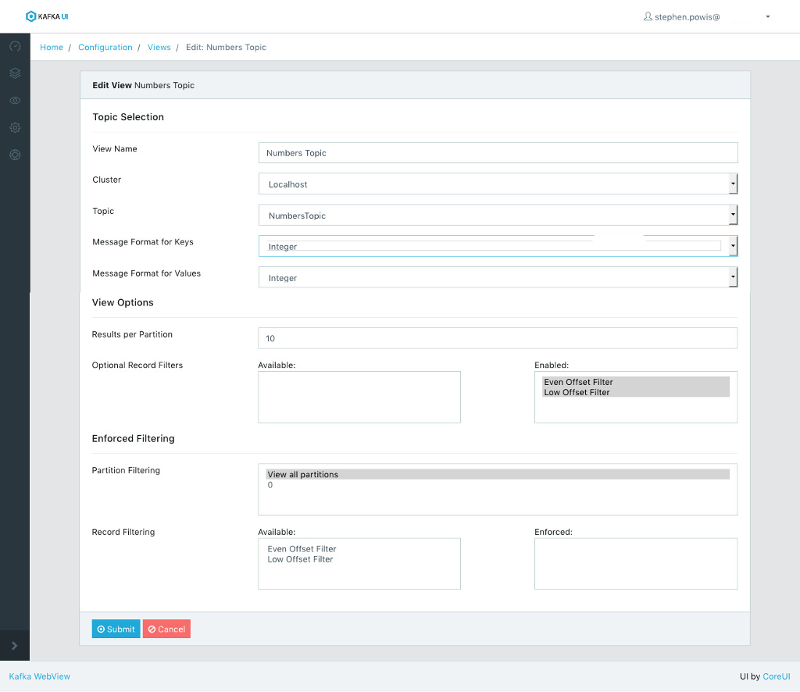 KAFKA UI
stephen.powis@
Home / Configuration / Views / Edit: Numbers Topic
Edit View Numbers Topic
Topic Selection
View Name
Numbers Topic
Cluster
Localhost
Topic
NumbersTopic
Message Format for Keys
Integer
Message Format for Values
Integer
View Options
Results per Partition
10
Optional Record Filters
Available:
Enabled:
Even Offset Filter
Low Offset Filter
Enforced Filtering
Partition Filtering
View all partitions
0
Record Filtering
Available:
Even Offset Filter
Low Offset Filter
Enforced:
Submit
Cancel
Kafka WebView
UI by CoreUI